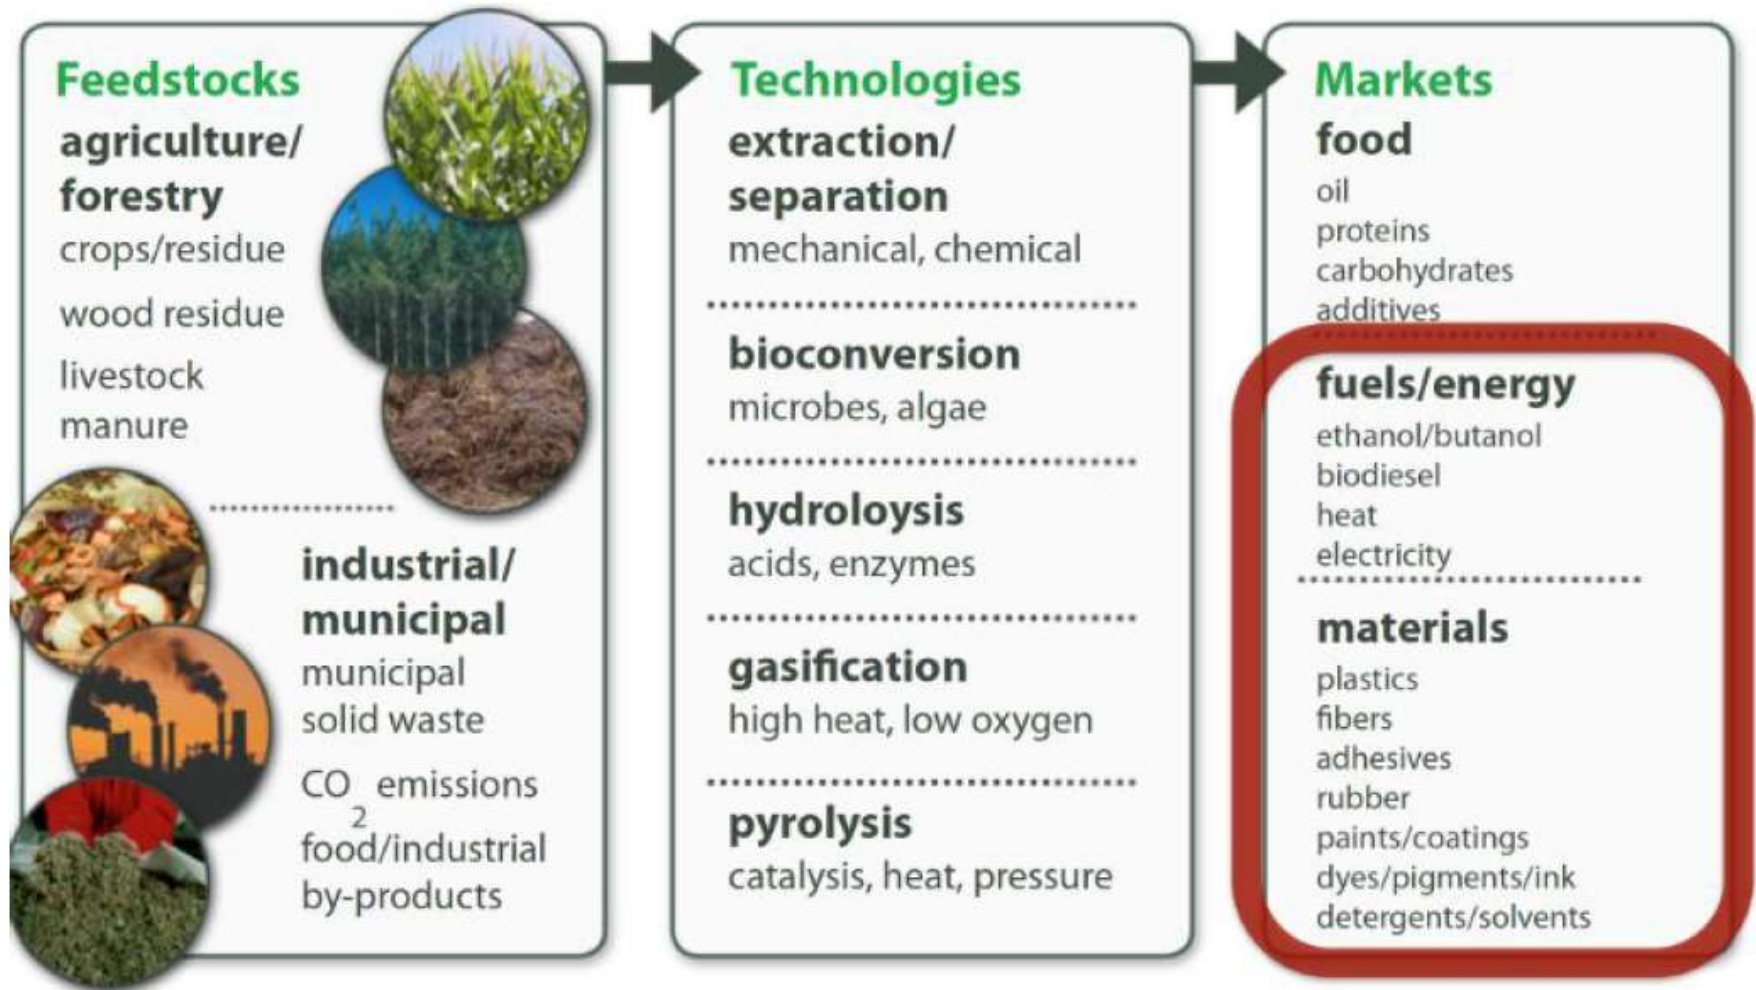 Feedstocks
agriculture/
forestry
crops/residue
wood residue
livestock
manure
industrial/
municipal
municipal
solid waste
CO2 emissions
food/industrial
by-products
Technologies
extraction/
separation
mechanical, chemical
bioconversion
microbes, algae
hydroloysis
acids, enzymes
gasification
high heat, low oxygen
pyrolysis
catalysis, heat, pressure
Markets
food
oil
proteins
carbohydrates
additives
fuels/energy
ethanol/butanol
biodiesel
heat
electricity
materials
plastics
fibers
adhesives
rubber
paints/coatings
dyes/pigments/ink
detergents/solvents